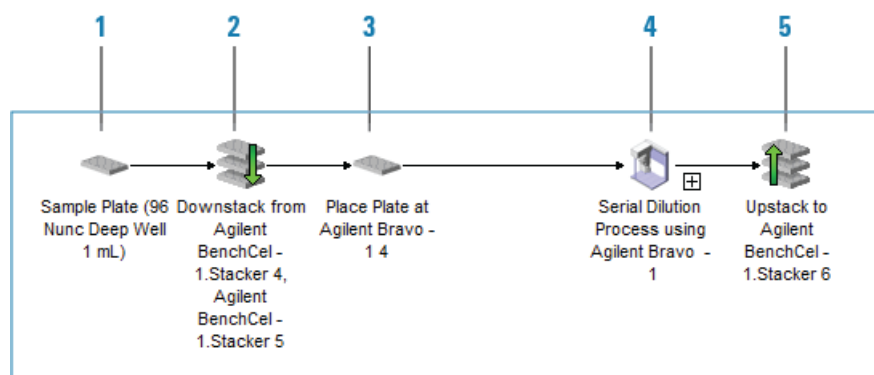 1 2 3 4 5
Sample Plate (96
Nunc Deep Well
1 mL)
Downstack from
Agilent
BenchCel -
1.Stacker 4,
Agilent
BenchCel -
1.Stacker 5
Place Plate at
Agilent Bravo -
1 4
Serial Dilution
Process using
Agilent Bravo -
1
Upstack to
Agilent
BenchCel -
1.Stacker 6